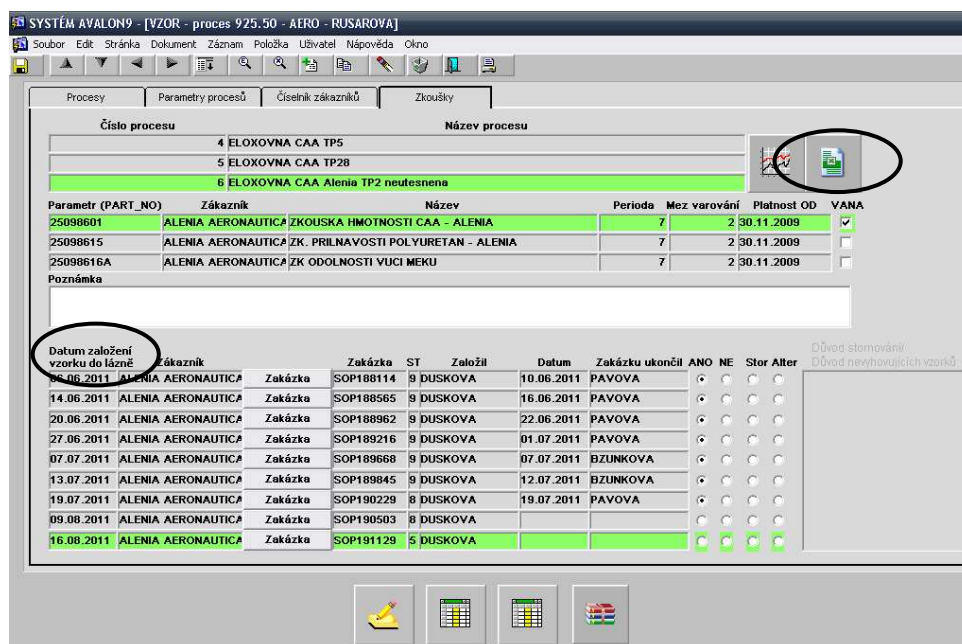 SYSTÉM AVALON9 - [VZOR - proces 925.50 - AERO - RUSAROVA]
Soubor Edit Stránka Dokument Záznam Položka Uživatel Nápověda Okno
Procesy Parametry procesů Číselník zákazníků Zkoušky
Číslo procesu Název procesu
4 ELOXOVNA CAA TP5
5 ELOXOVNA CAA TP28
6 ELOXOVNA CAA Alenia TP2 neutesnena
Parametr (PART_NO) Zákazník Název Perioda Mez varování Platnost OD VANA
25098601 ALENIA AERONAUTICA ZKOUSKA HMOTNOSTI CAA - ALENIA 7 2 30.11.2009
25098615 ALENIA AERONAUTICA ZK. PRILNAVOSTI POLYURETAN - ALENIA 7 2 30.11.2009
25098616A ALENIA AERONAUTICA ZK ODOLNOSTI VUCI MEKU 7 2 30.11.2009
Poznámka
Datum založení
vzorku do lázně Zákazník Zakázka ST Založil Datum Zakázku ukončil ANO NE Stor Alter
Důvod stornování/
Důvod nevyhovujících vzorků
06.06.2011 ALENIA AERONAUTICA Zakázka SOP188114 9 DUSKOVA 10.06.2011 PAVOVA
14.06.2011 ALENIA AERONAUTICA Zakázka SOP188565 9 DUSKOVA 16.06.2011 PAVOVA
20.06.2011 ALENIA AERONAUTICA Zakázka SOP188962 9 DUSKOVA 22.06.2011 PAVOVA
27.06.2011 ALENIA AERONAUTICA Zakázka SOP189216 9 DUSKOVA 01.07.2011 PAVOVA
07.07.2011 ALENIA AERONAUTICA Zakázka SOP189668 9 DUSKOVA 07.07.2011 BZUNKOVA
13.07.2011 ALENIA AERONAUTICA Zakázka SOP189845 9 DUSKOVA 12.07.2011 BZUNKOVA
19.07.2011 ALENIA AERONAUTICA Zakázka SOP190229 8 DUSKOVA 19.07.2011 PAVOVA
09.08.2011 ALENIA AERONAUTICA Zakázka SOP190503 8 DUSKOVA
16.08.2011 ALENIA AERONAUTICA Zakázka SOP191129 5 DUSKOVA